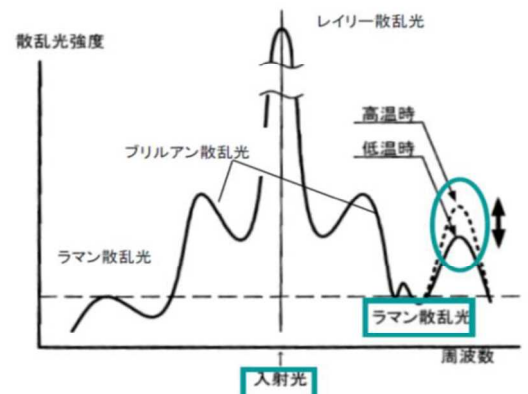 レイリー散乱光
散乱光強度
高温時
低温時
ブリルアン散乱光
ラマン散乱光
ラマン散乱光
周波数
入射光